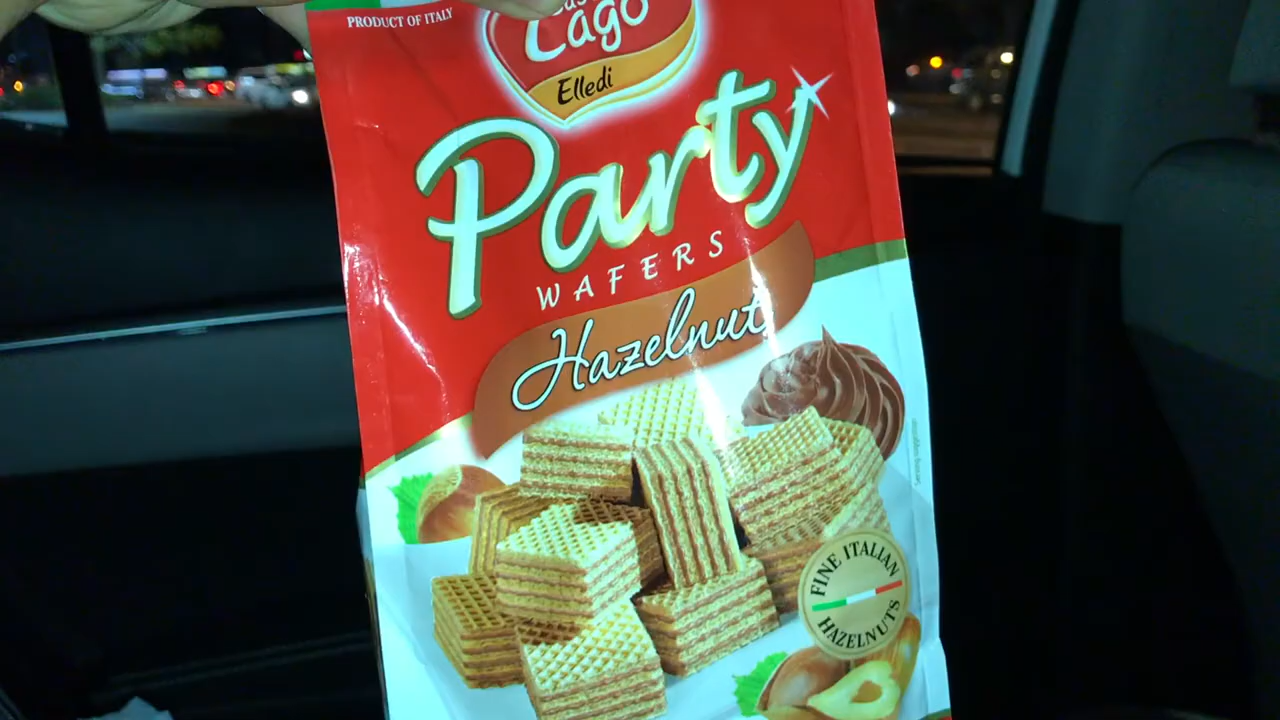 PRODUCT OF ITALY
Lago
Elledi
Party
WAFERS
Hazelnut
FINE ITALIAN
HAZELNUTS